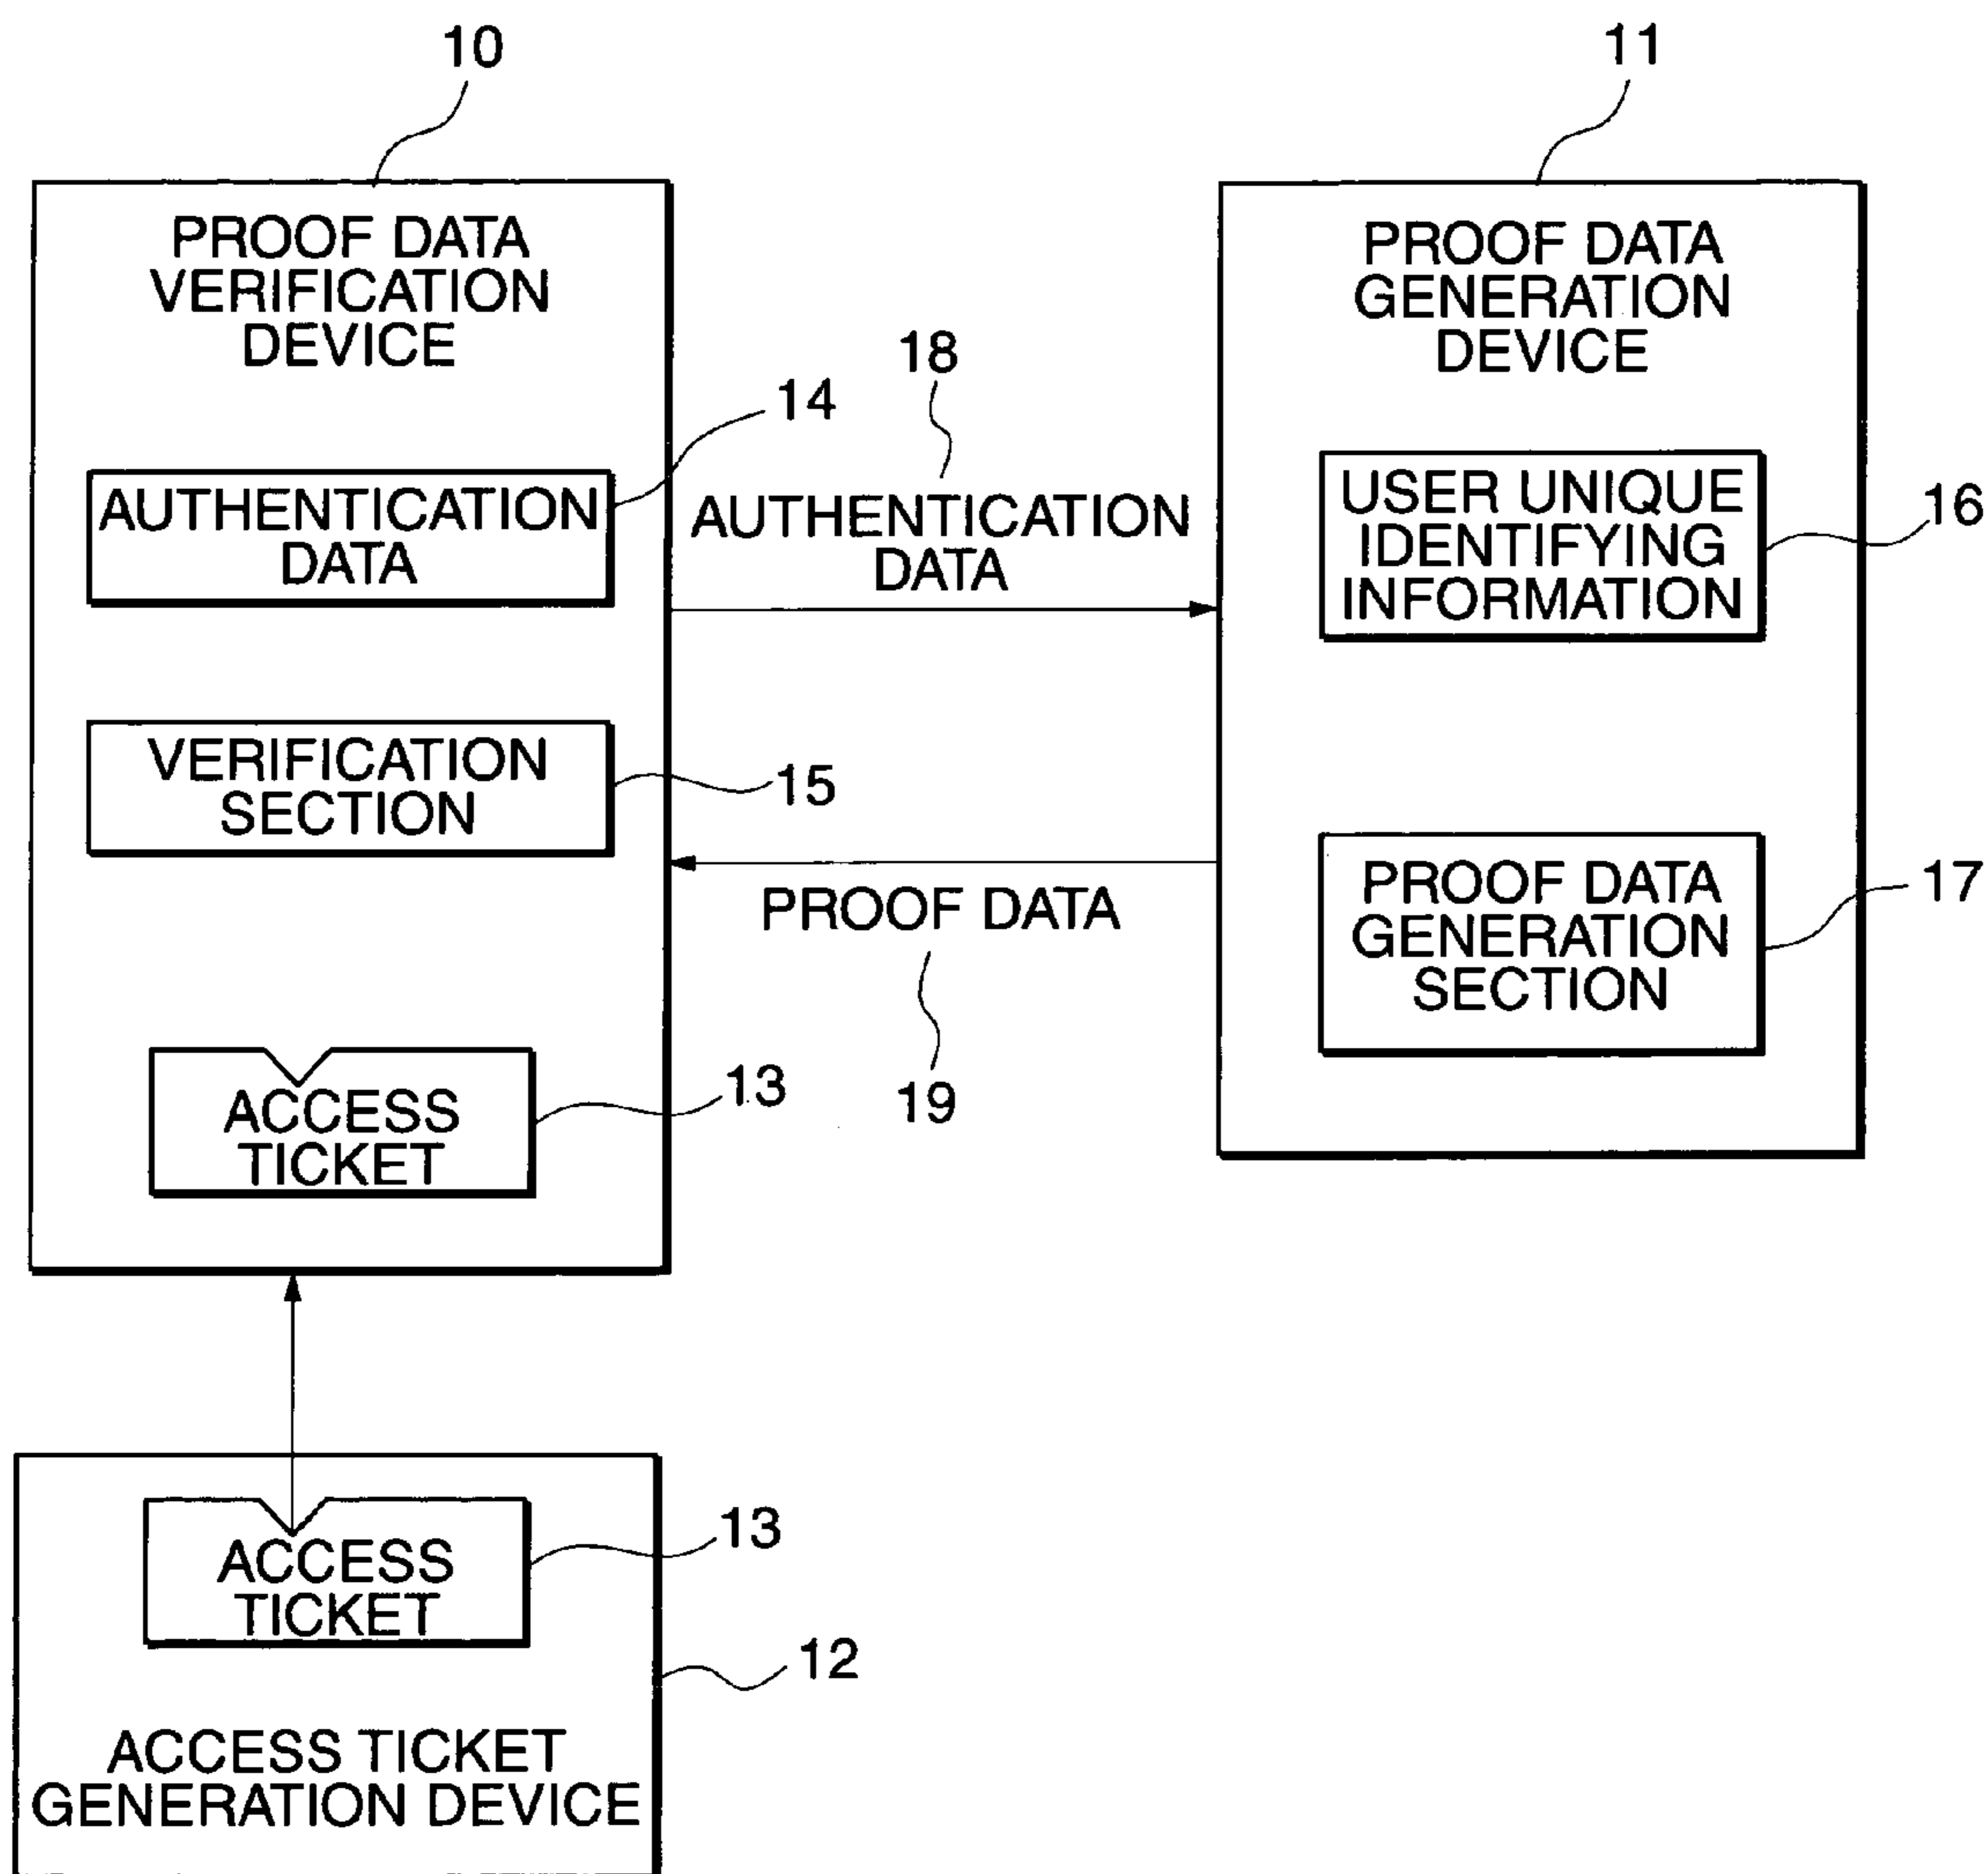 10
11
PROOF DATA
VERIFICATION
DEVICE
PROOF DATA
GENERATION
DEVICE
14
18
AUTHENTICATION
DATA
AUTHENTICATION
DATA
USER UNIQUE
IDENTIFYING
INFORMATION
16
VERIFICATION
SECTION
15
PROOF DATA
19
PROOF DATA
GENERATION
SECTION
17
ACCESS
TICKET
13
ACCESS
TICKET
13
12
ACCESS TICKET
GENERATION DEVICE